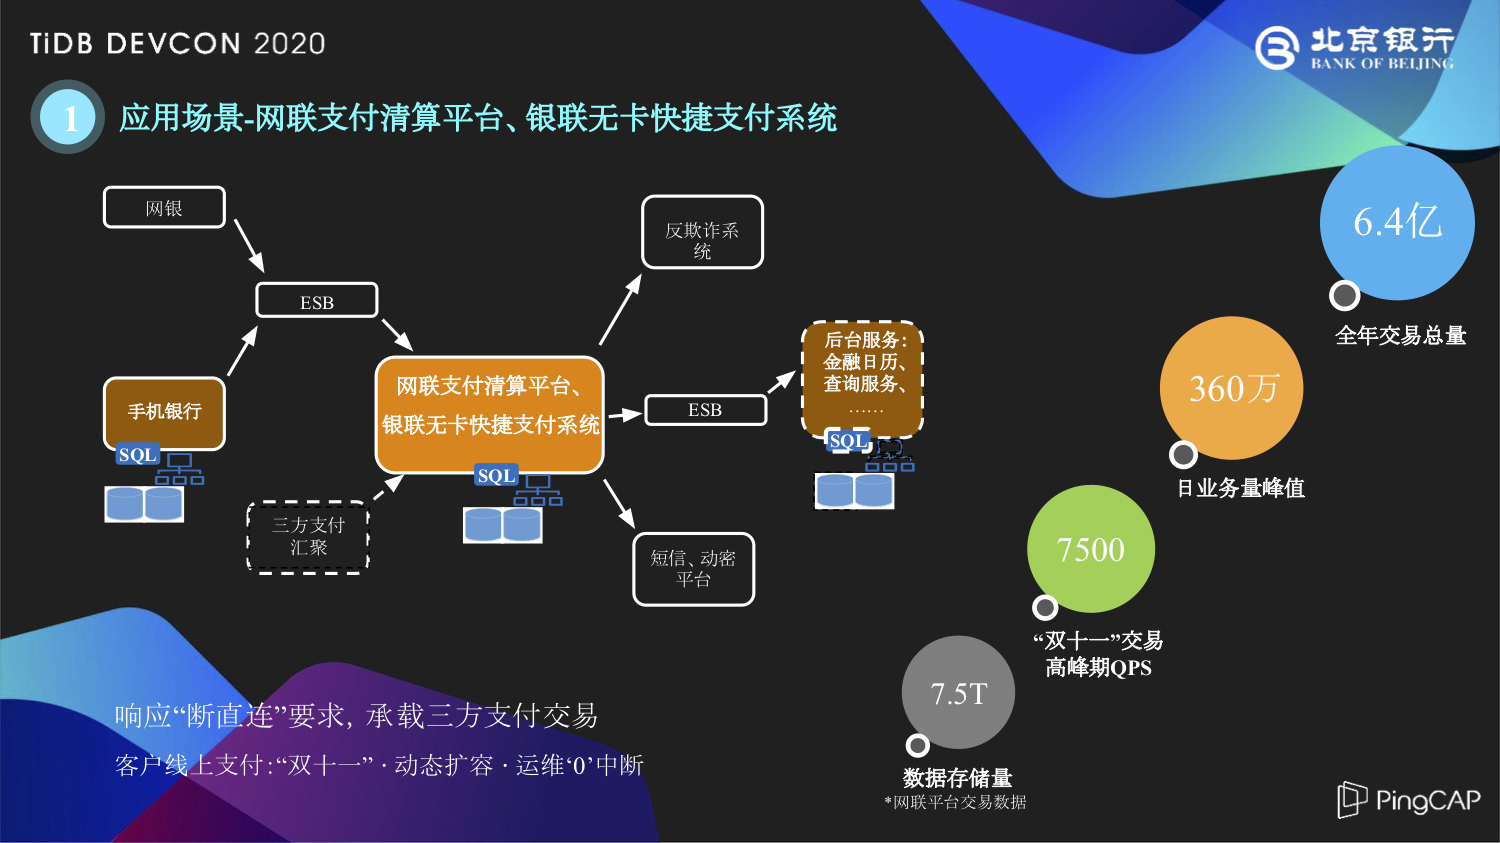 TiDB DEVCON 2020
北京银行
BANK OF BEIJING
1
应用场景-网联支付清算平台、银联无卡快捷支付系统
网银
ESB
手机银行
SQL
三方支付
汇聚
网联支付清算平台、
银联无卡快捷支付系统
SQL
反欺诈系
统
ESB
短信、动密
平台
后台服务：
金融日历、
查询服务、
……
SQL
6.4亿
全年交易总量
360万
日业务量峰值
7500
“双十一”交易
高峰期QPS
7.5T
数据存储量
*网联平台交易数据
响应“断直连”要求，承载三方支付交易
客户线上支付：“双十一” · 动态扩容 · 运维‘0’中断
PingCAP